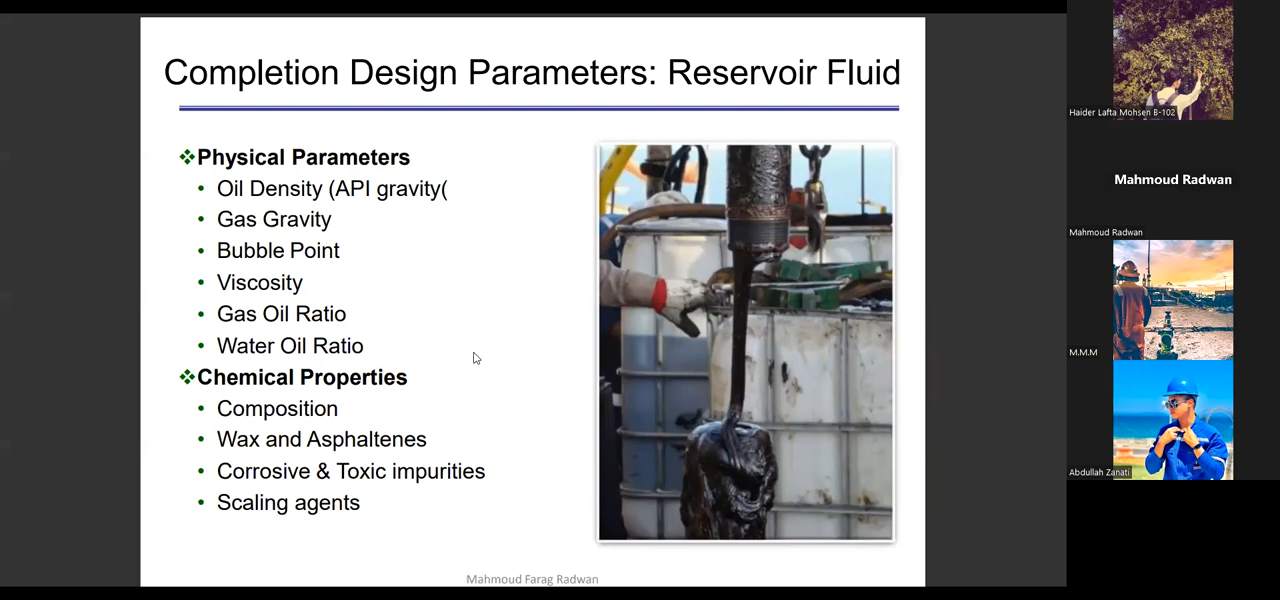 Completion Design Parameters: Reservoir Fluid
❖Physical Parameters
• Oil Density (API gravity(
• Gas Gravity
• Bubble Point
• Viscosity
• Gas Oil Ratio
• Water Oil Ratio
❖Chemical Properties
• Composition
• Wax and Asphaltenes
• Corrosive & Toxic impurities
• Scaling agents
Mahmoud Farag Radwan
Haider Lafta Mohsen B-102
Mahmoud Radwan
Mahmoud Radwan
M.M.M
Abdullah Zanati